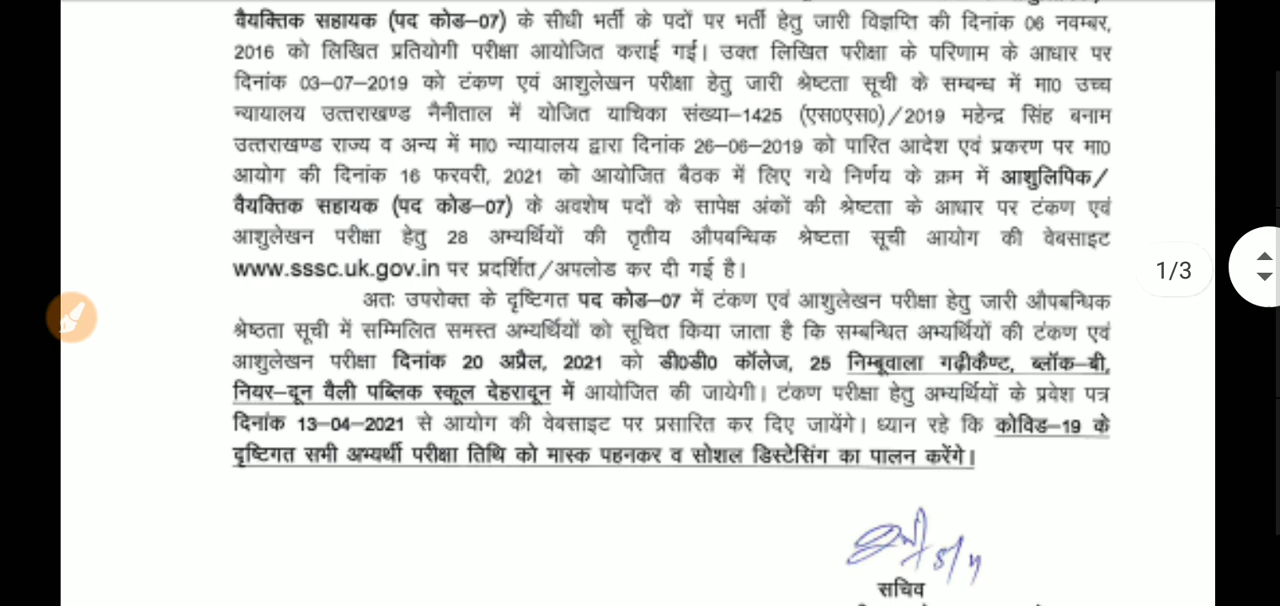 वैयक्तिक सहायक (पद कोड–07) के सीधी भर्ती के पदों पर भर्ती हेतु जारी विज्ञप्ति की दिनांक 06 नवम्बर,
2016 को लिखित प्रतियोगी परीक्षा आयोजित कराई गई। उक्त लिखित परीक्षा के परिणाम के आधार पर
दिनांक 03–07–2019 को टंकण एवं आशुलेखन परीक्षा हेतु जारी श्रेष्टता सूची के सम्बन्ध में मा0 उच्च
न्यायालय उत्तराखण्ड नैनीताल में योजित याचिका संख्या–1425 (एस0एस0)/2019 महेन्द्र सिंह बनाम
उत्तराखण्ड राज्य व अन्य में मा0 न्यायालय द्वारा दिनांक 26–06–2019 को पारित आदेश एवं प्रकरण पर मा0
आयोग की दिनांक 16 फरवरी, 2021 को आयोजित बैठक में लिए गये निर्णय के क्रम में आशुलिपिक/
वैयक्तिक सहायक (पद कोड–07) के अवशेष पदों के सापेक्ष अंकों की श्रेष्टता के आधार पर टंकण एवं
आशुलेखन परीक्षा हेतु 28 अभ्यर्थियों की तृतीय औपबन्धिक श्रेष्टता सूची आयोग की वेबसाइट
www.sssc.uk.gov.in पर प्रदर्शित/अपलोड कर दी गई है।
अतः उपरोक्त के दृष्टिगत पद कोड–07 में टंकण एवं आशुलेखन परीक्षा हेतु जारी औपबन्धिक
श्रेष्ठता सूची में सम्मिलित समस्त अभ्यर्थियों को सूचित किया जाता है कि सम्बन्धित अभ्यर्थियों की टंकण एवं
आशुलेखन परीक्षा दिनांक 20 अप्रैल, 2021 को डी0डी0 कॉलेज, 25 निम्बूवाला गढ़ीकैण्ट, ब्लॉक–बी,
नियर–दून वैली पब्लिक स्कूल देहरादून में आयोजित की जायेगी। टंकण परीक्षा हेतु अभ्यर्थियों के प्रवेश पत्र
दिनांक 13–04–2021 से आयोग की वेबसाइट पर प्रसारित कर दिए जायेंगे। ध्यान रहे कि कोविड–19 के
दृष्टिगत सभी अभ्यर्थी परीक्षा तिथि को मास्क पहनकर व सोशल डिस्टेसिंग का पालन करेंगे।
1/3
सचिव